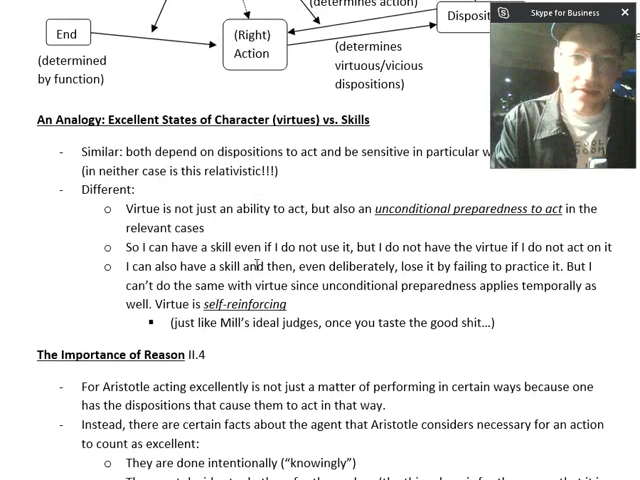 (determines action)
Skype for Business
End
(Right)
Action
(determined
by function)
(determines
virtuous/vicious
dispositions)
An Analogy: Excellent States of Character (virtues) vs. Skills
- Similar: both depend on dispositions to act and be sensitive in particular
(in neither case is this relativistic!!!)
- Different:
o Virtue is not just an ability to act, but also an unconditional preparedness to act in the
relevant cases
o So I can have a skill even if I do not use it, but I do not have the virtue if I do not act on it
o I can also have a skill and then, even deliberately, lose it by failing to practice it. But I
can't do the same with virtue since unconditional preparedness applies temporally as
well. Virtue is self-reinforcing
▪ (just like Mill's ideal judges, once you taste the good shit…)
The Importance of Reason II.4
- For Aristotle acting excellently is not just a matter of performing in certain ways because one
has the dispositions that cause them to act in that way.
- Instead, there are certain facts about the agent that Aristotle considers necessary for an action
to count as excellent:
o They are done intentionally ("knowingly")